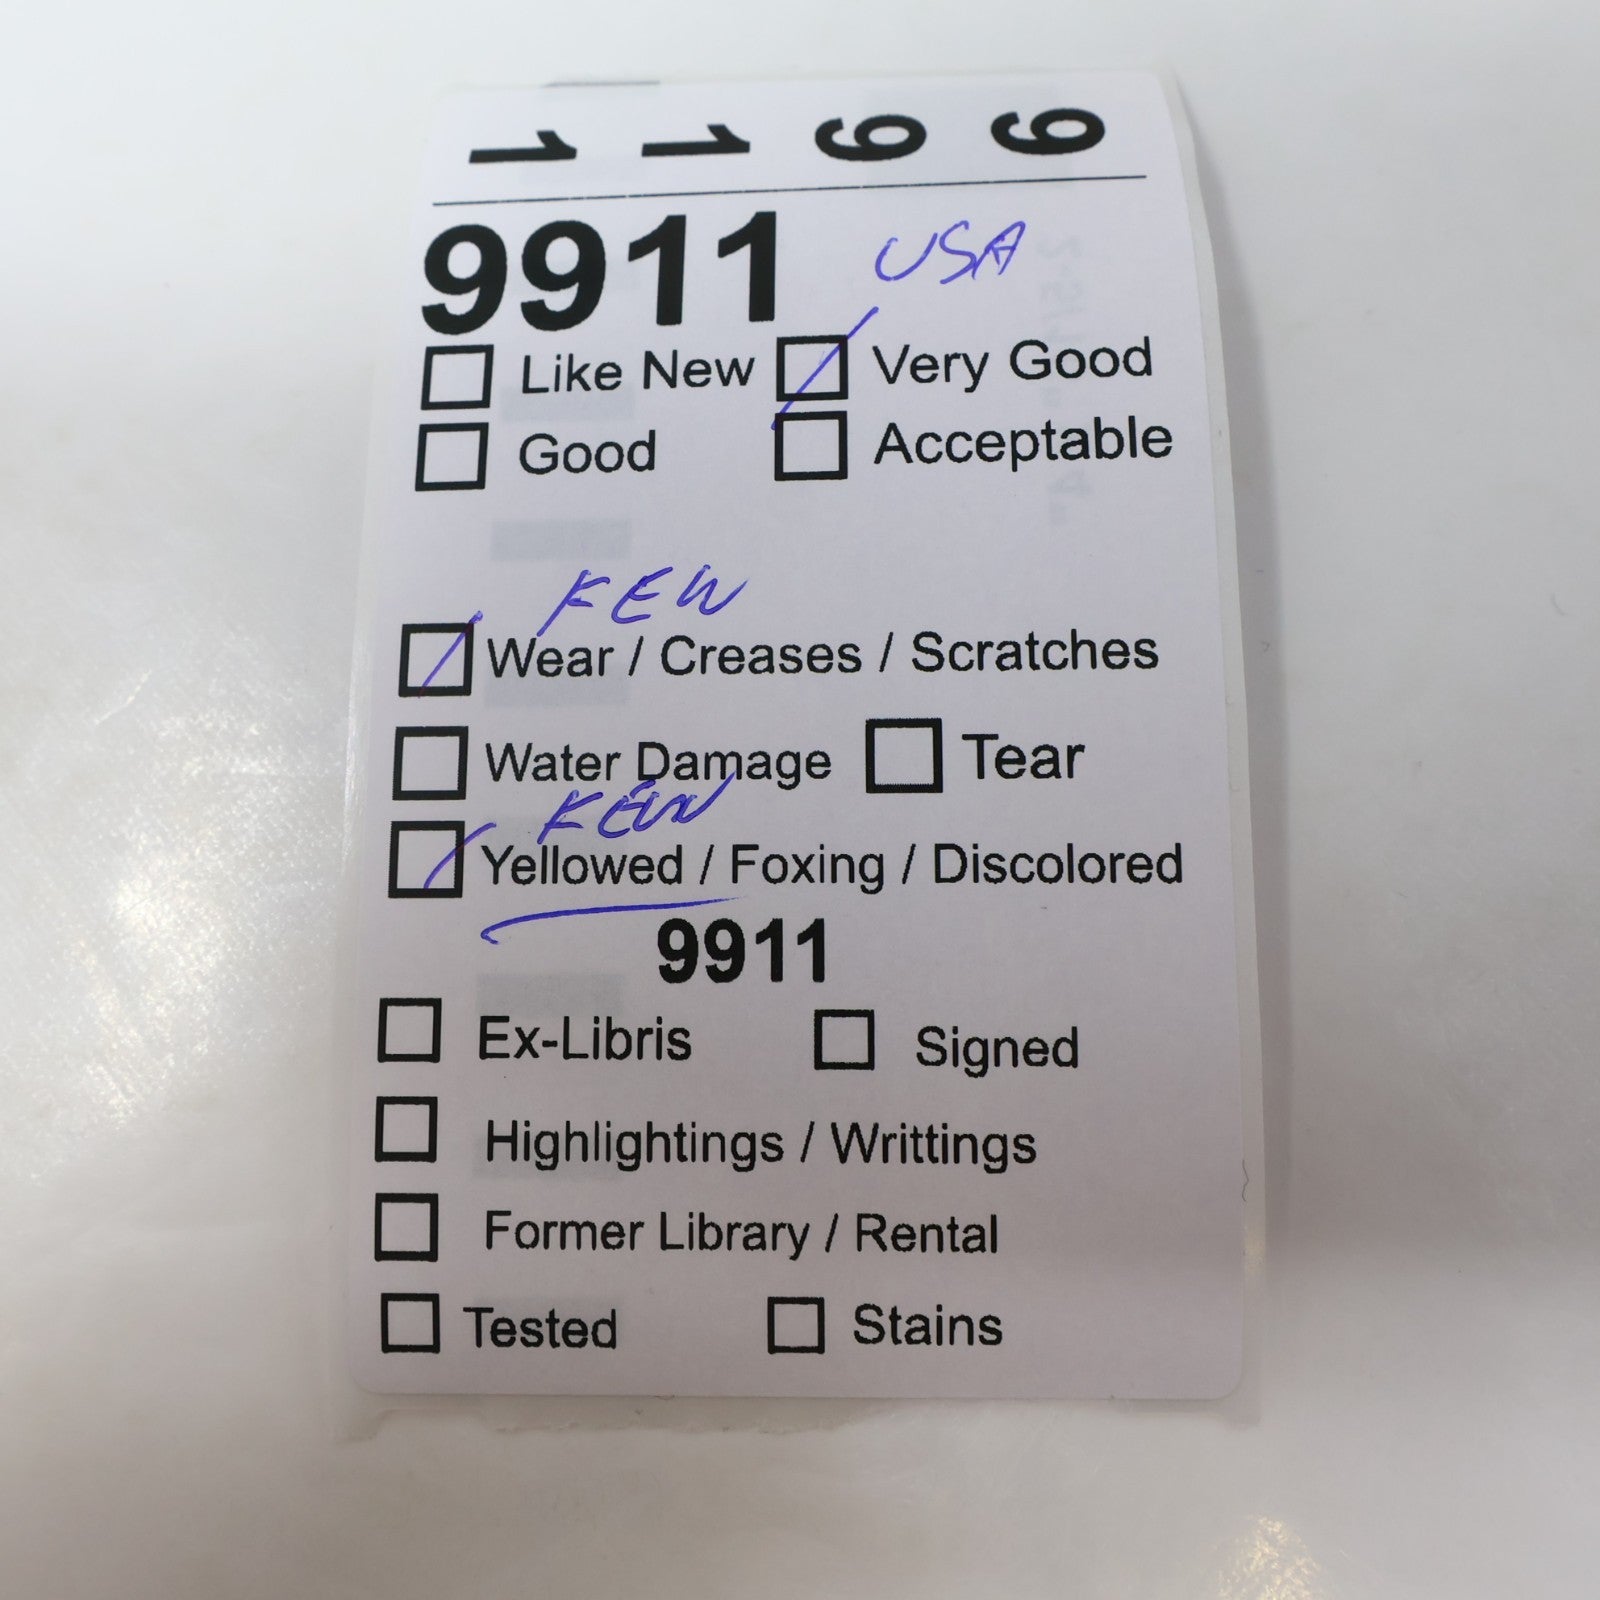 9 9 1 1
9911 USA
Like New Very Good
Good Acceptable
FEW
Wear / Creases / Scratches
Water Damage Tear
FEW
Yellowed / Foxing / Discolored
9911
Ex-Libris Signed
Highlightings / Writtings
Former Library / Rental
Tested Stains